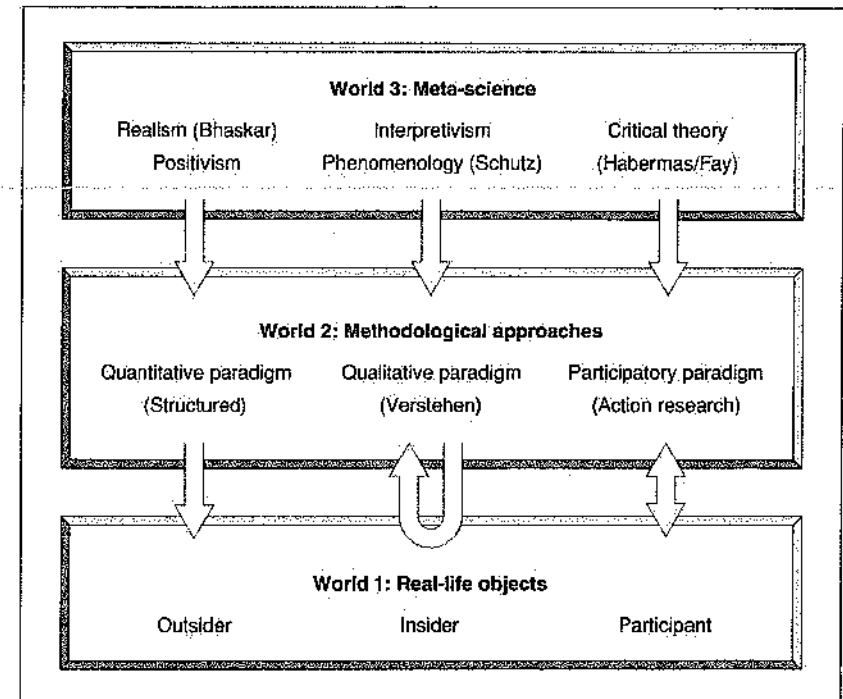 World 3: Meta-science
Realism (Bhaskar) Interpretivism Critical theory
Positivism Phenomenology (Schutz) (Habermas/Fay)
World 2: Methodological approaches
Quantitative paradigm Qualitative paradigm Participatory paradigm
(Structured) (Verstehen) (Action research)
World 1: Real-life objects
Outsider Insider Participant